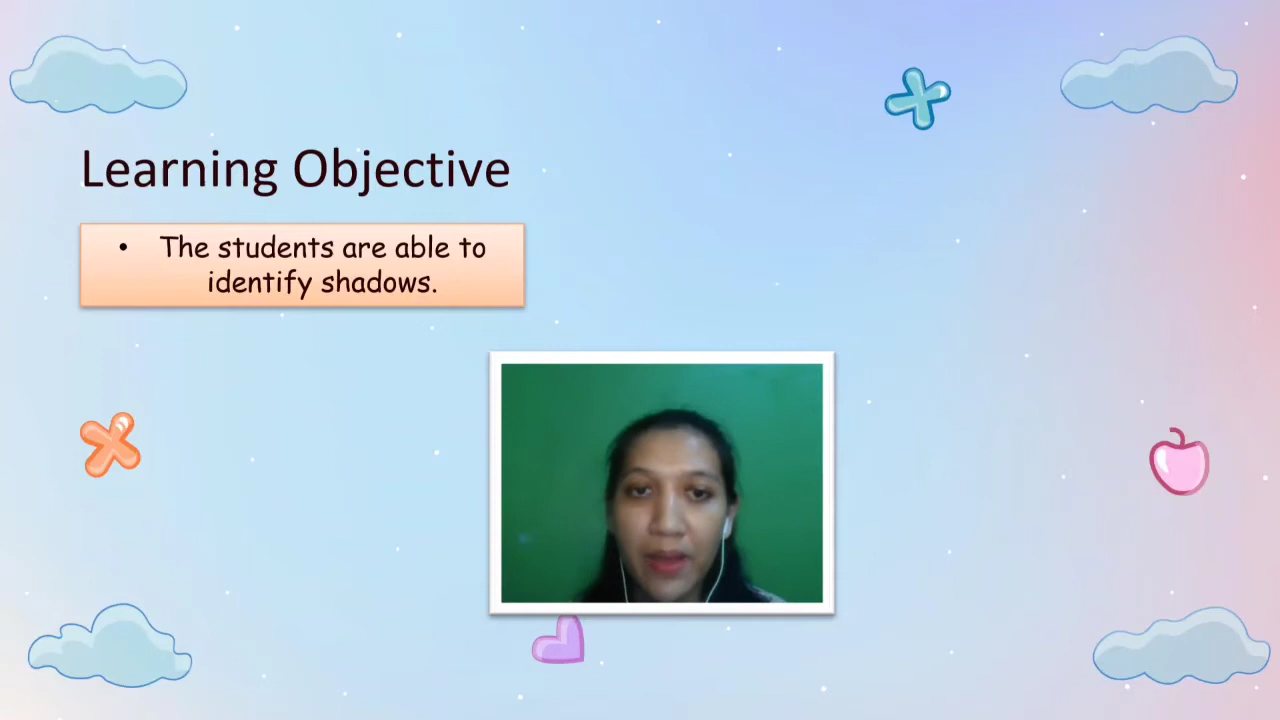 Learning Objective
• The students are able to
identify shadows.